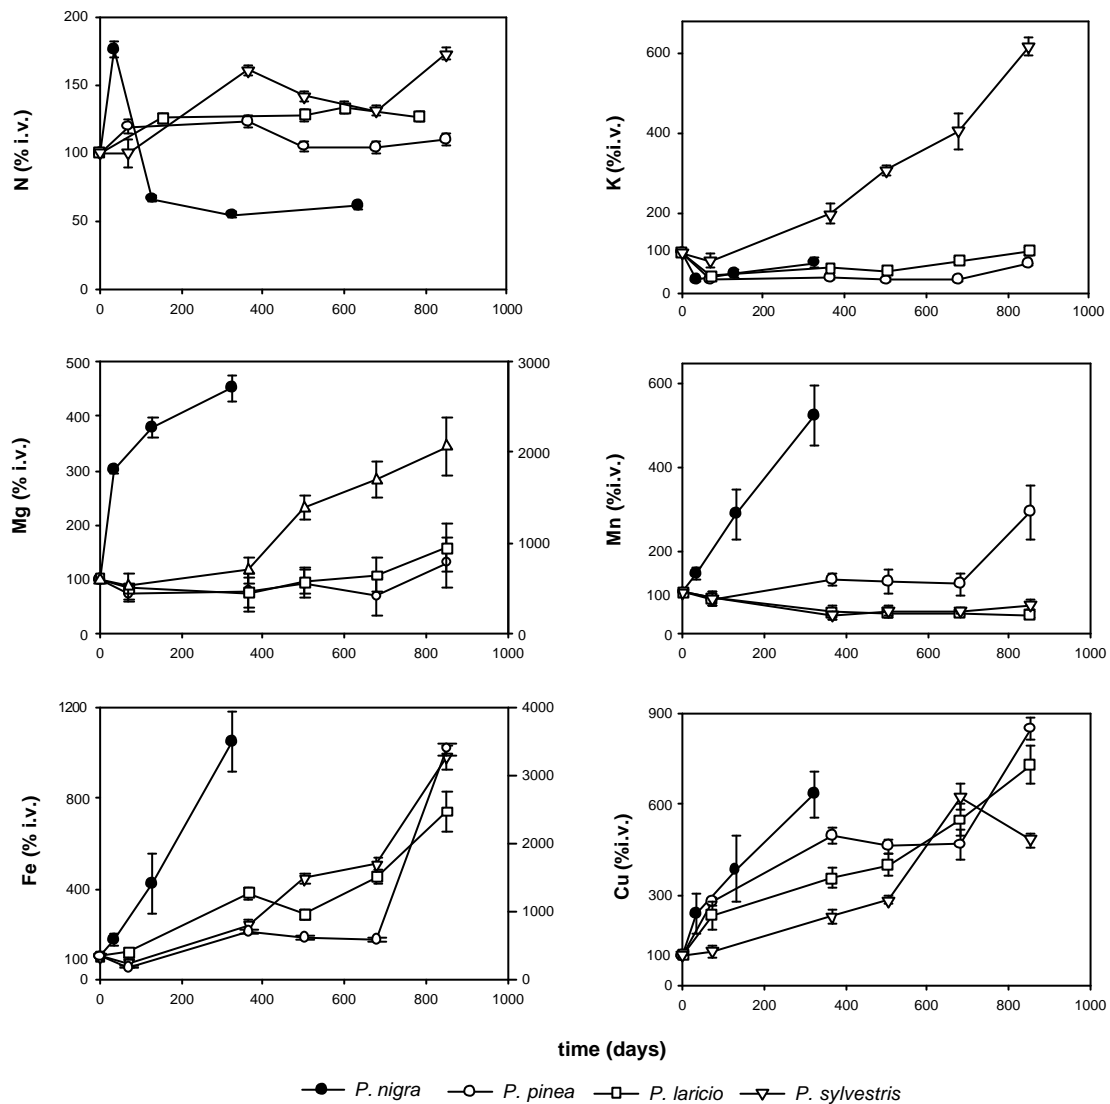 200
150
100
50
0
N (% i.v.)
0 200 400 600 800 1000
600
400
200
100
0
K (%i.v.)
0 200 400 600 800 1000
500
400
300
200
100
0
Mg (% i.v.)
3000
2000
1000
0
0 200 400 600 800 1000
600
400
200
100
0
Mn (%i.v.)
0 200 400 600 800 1000
1200
800
400
100
0
Fe (% i.v.)
4000
3000
2000
1000
0
0 200 400 600 800 1000
900
600
300
100
0
Cu (%i.v.)
0 200 400 600 800 1000
time (days)
P. nigra P. pinea P. laricio P. sylvestris